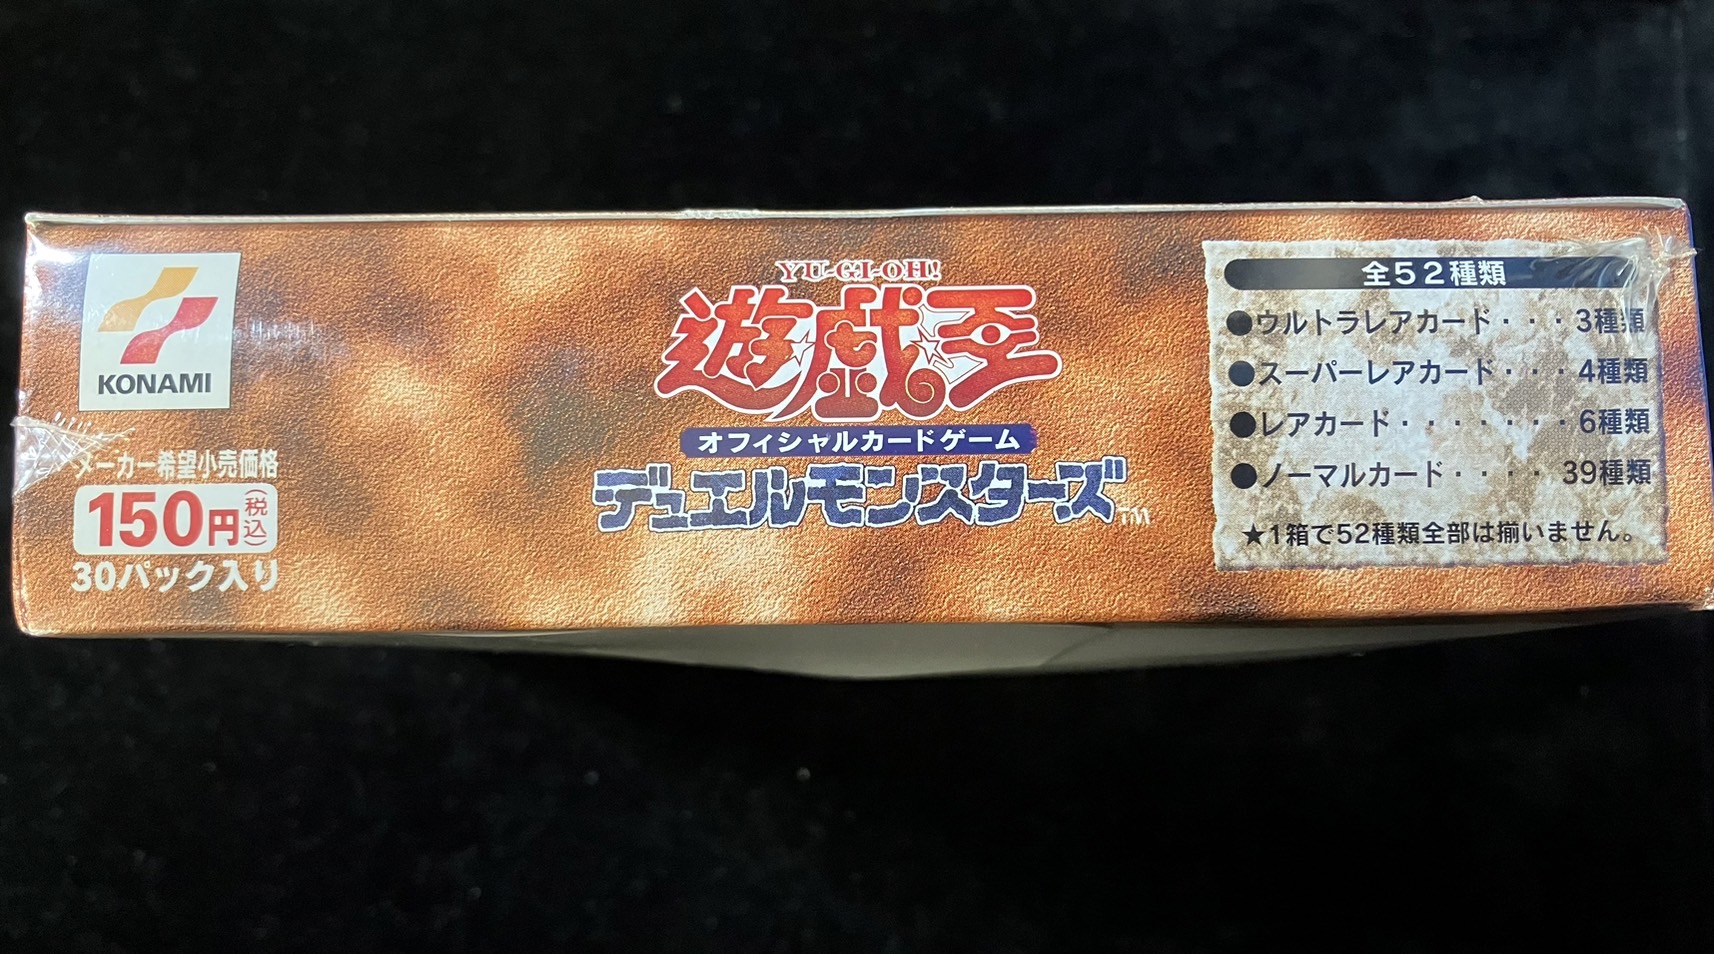 KONAMI
メーカー希望小売価格
150円(税込)
30パック入り
YU-GI-OH!
遊戯王
オフィシャルカードゲーム
デュエルモンスターズ™
全52種類
●ウルトラレアカード・・・3種類
●スーパーレアカード・・・4種類
●レアカード・・・・・・・6種類
●ノーマルカード・・・・39種類
★1箱で52種類全部は揃いません。